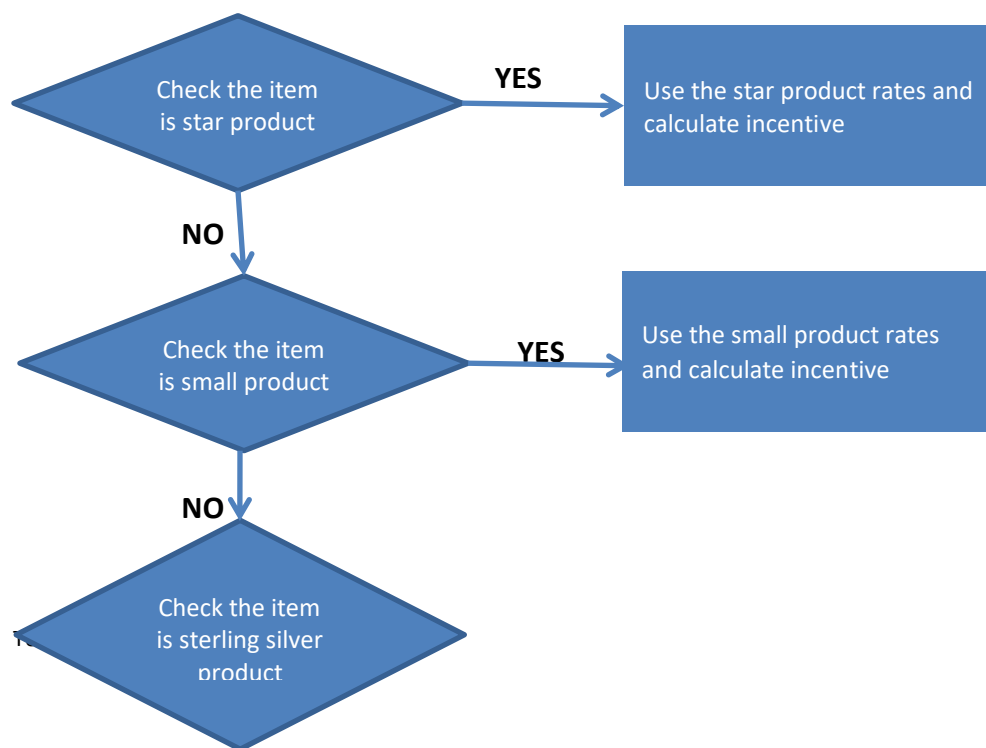 Check the item
is star product
YES
Use the star product rates and
calculate incentive
NO
Check the item
is small product
YES
Use the small product rates
and calculate incentive
NO
Check the item
is sterling silver
product